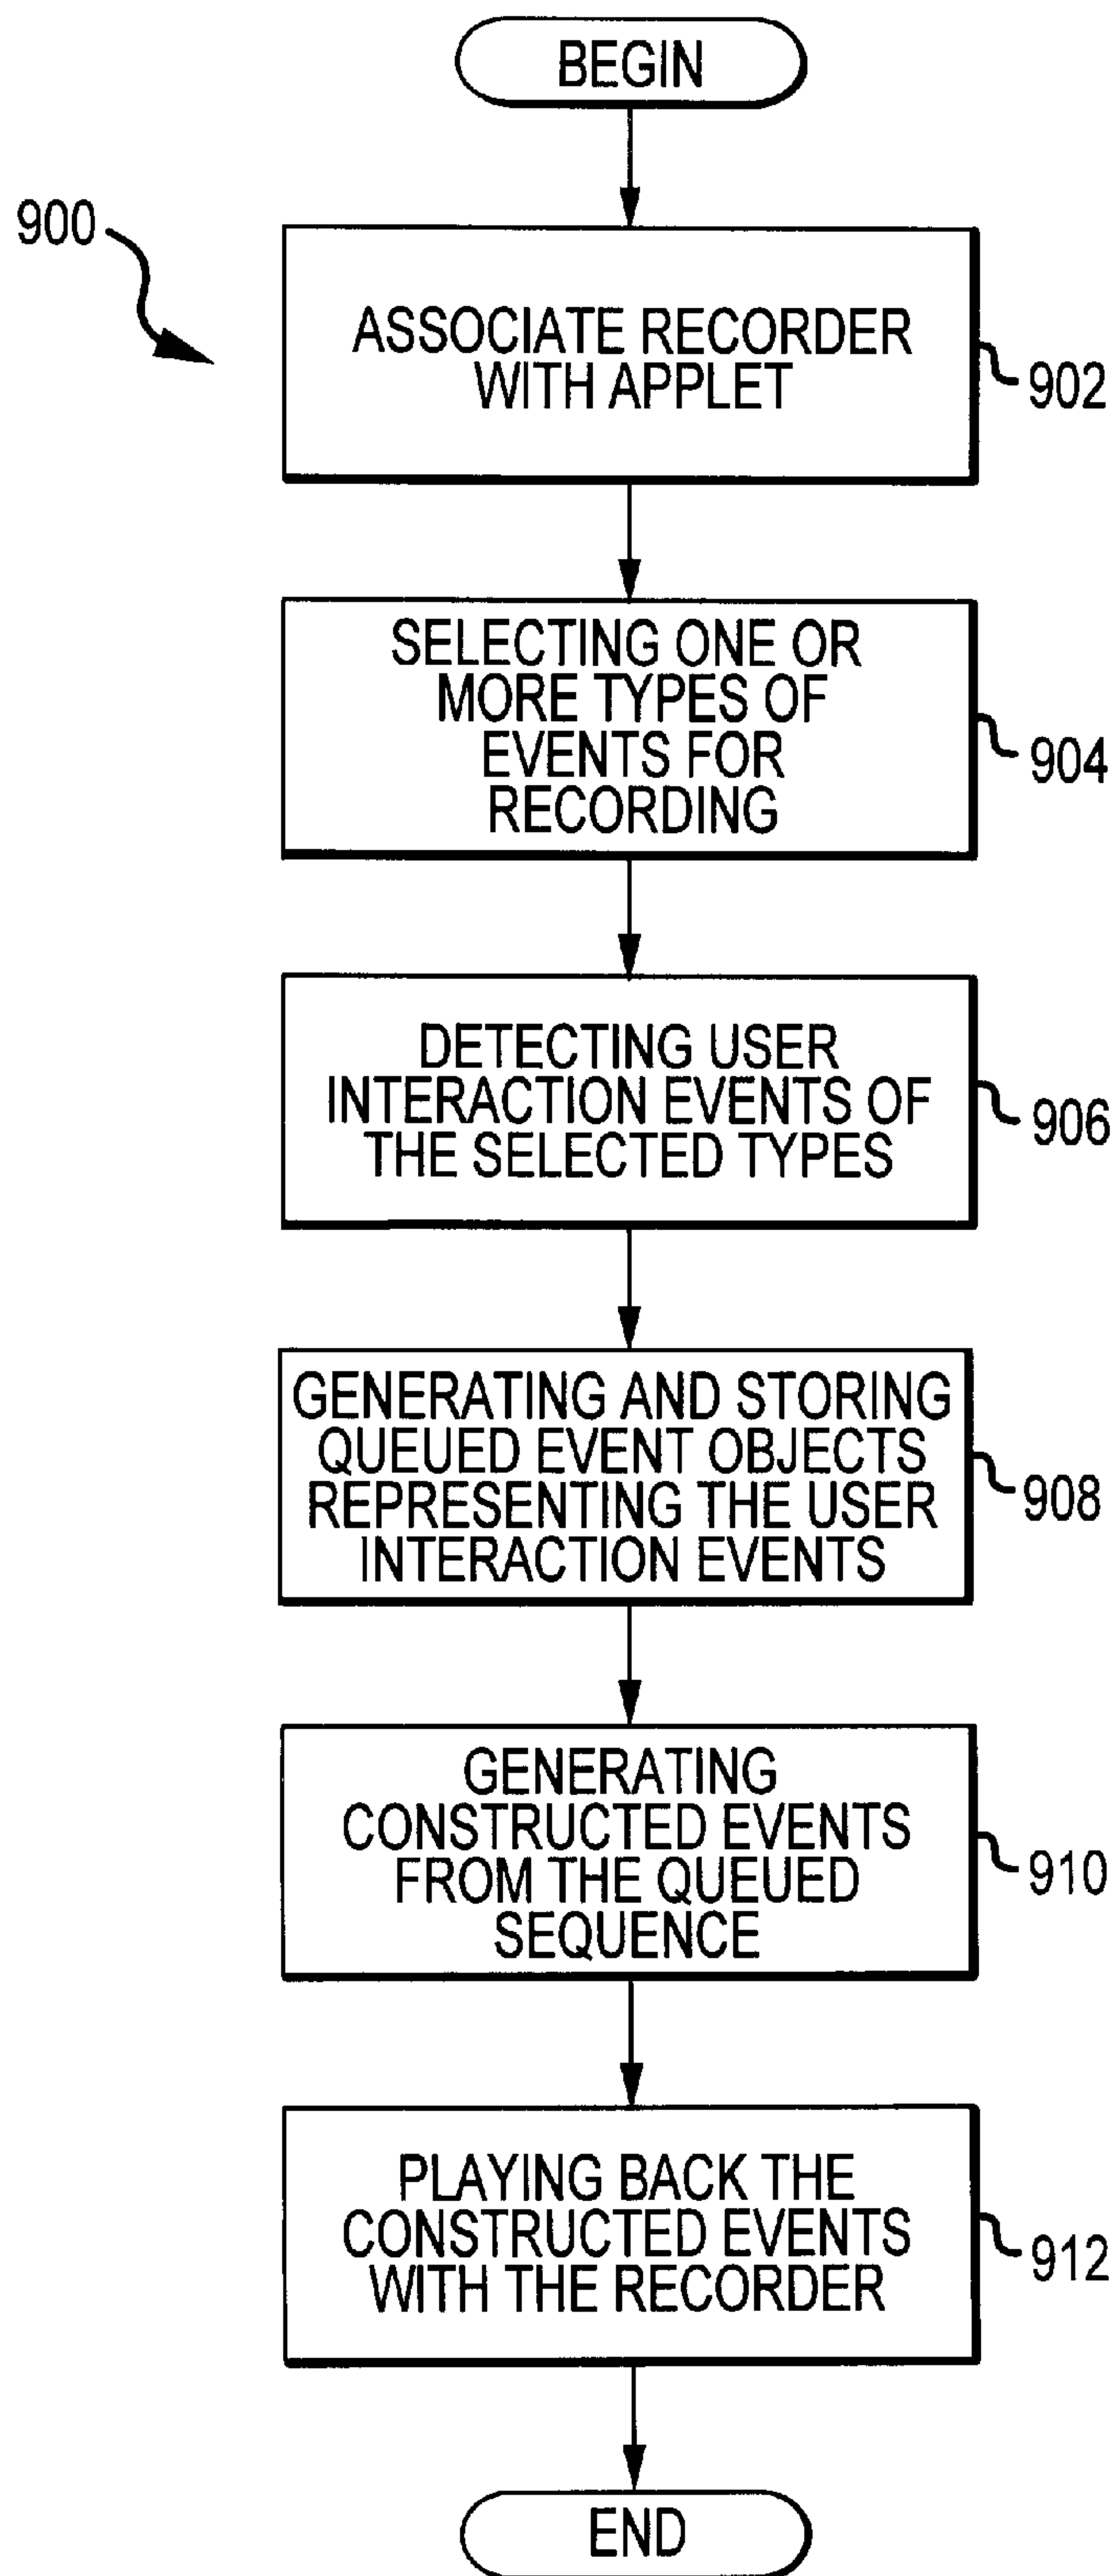 BEGIN
900
ASSOCIATE RECORDER
WITH APPLET
902
SELECTING ONE OR
MORE TYPES OF
EVENTS FOR
RECORDING
904
DETECTING USER
INTERACTION EVENTS OF
THE SELECTED TYPES
906
GENERATING AND STORING
QUEUED EVENT OBJECTS
REPRESENTING THE USER
INTERACTION EVENTS
908
GENERATING
CONSTRUCTED EVENTS
FROM THE QUEUED
SEQUENCE
910
PLAYING BACK THE
CONSTRUCTED EVENTS
WITH THE RECORDER
912
END